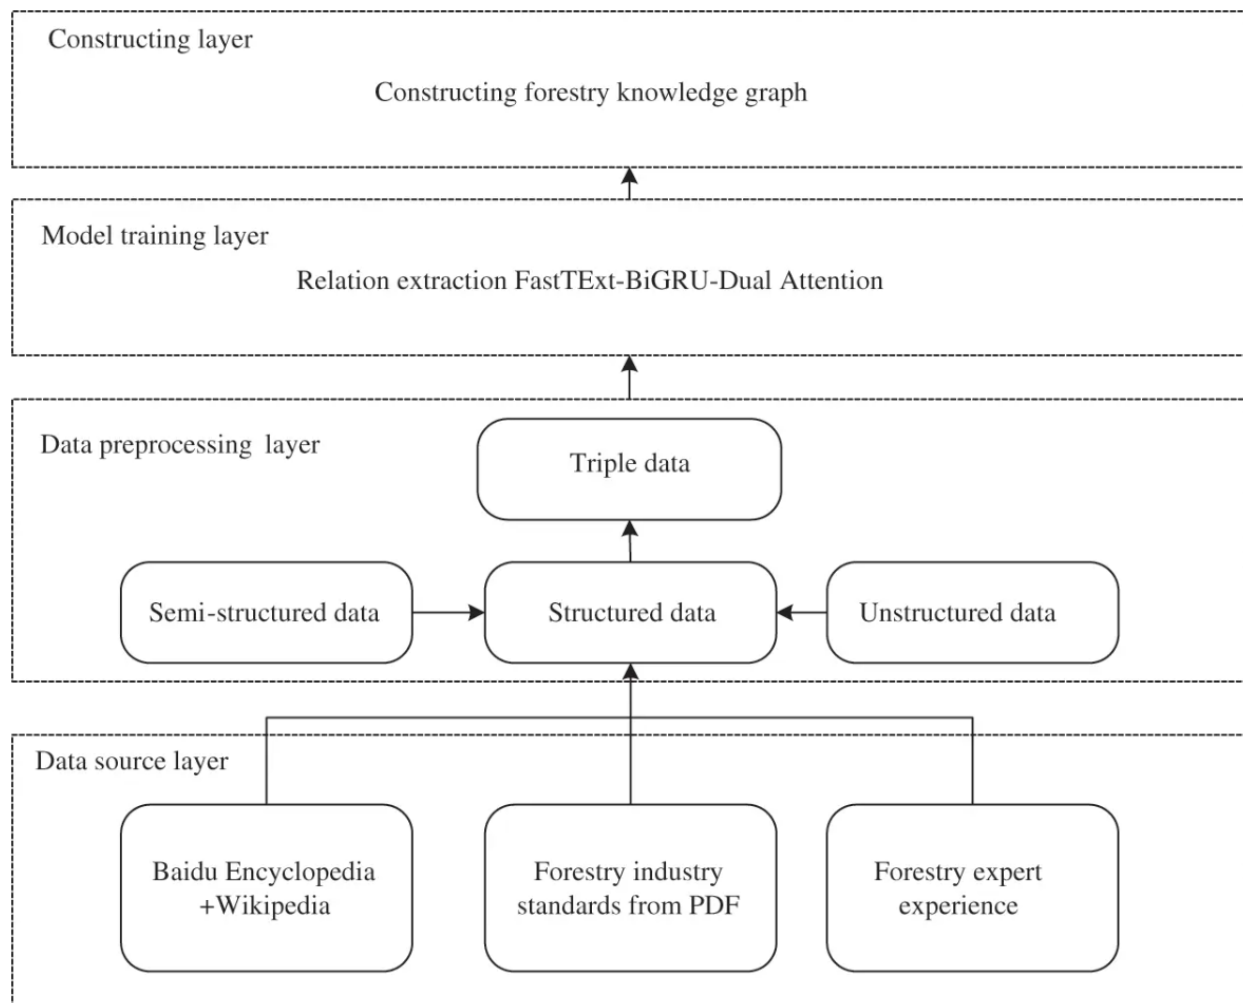 Constructing layer
Constructing forestry knowledge graph
Model training layer
Relation extraction FastTExt-BiGRU-Dual Attention
Data preprocessing layer
Triple data
Semi-structured data
Structured data
Unstructured data
Data source layer
Baidu Encyclopedia
+Wikipedia
Forestry industry
standards from PDF
Forestry expert
experience